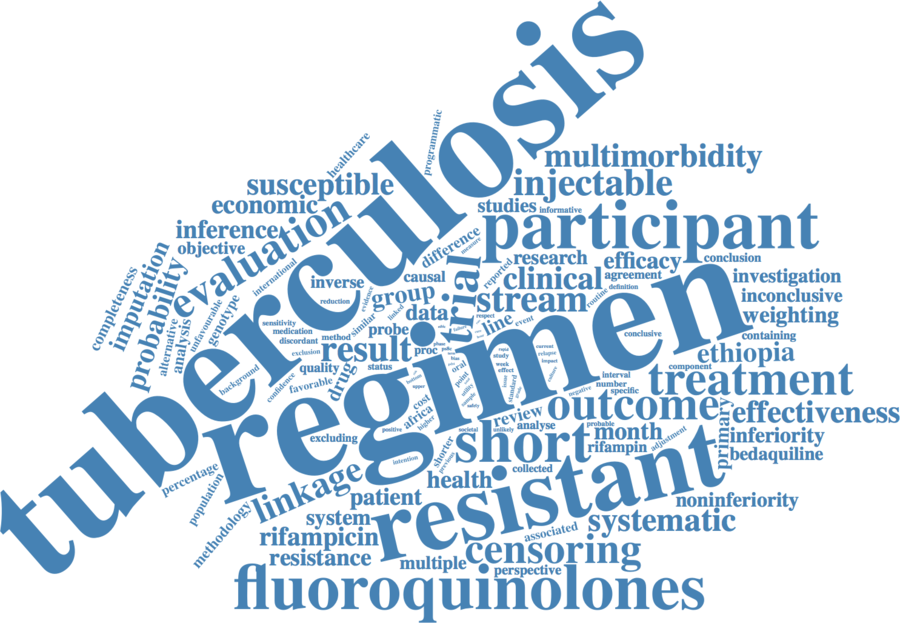 tuberculosis
regimen
resistant
participant
fluoroquinolones
short
treatment
outcome
evaluation
trial
multimorbidity
injectable
susceptible
economic
inference
objective
studies
informative
difference
measure
research
efficacy
conclusion
reported
clinical
agreement
investigation
stream
routine
definition
inconclusive
weighting
containing
ethiopia
component
effectiveness
inferiority
bedaquiline
primary
noninferiority
systematic
adjustment
probable
month
rifampin
conclusive
interval
number
specific
negative
healthcare
programmatic
completeness
imputation
probability
alternative
analysis
unfavourable
genotype
international
inverse
reduction
evidence
causal
group
linked
similar
data
line
event
respect
sensitivity
medication
discordant
exclusion
method
probe
result
proc
quality
status
drug
confidence
favorable
background
oral
point
study
effect
standard
current
relapse
impact
cost
africa
higher
review
analyse
positive
societal
unlikely
excluding
intention
shorter
previous
percentage
population
methodology
linkage
patient
health
collected
system
rifampicin
resistance
multiple
perspective
censoring
associated